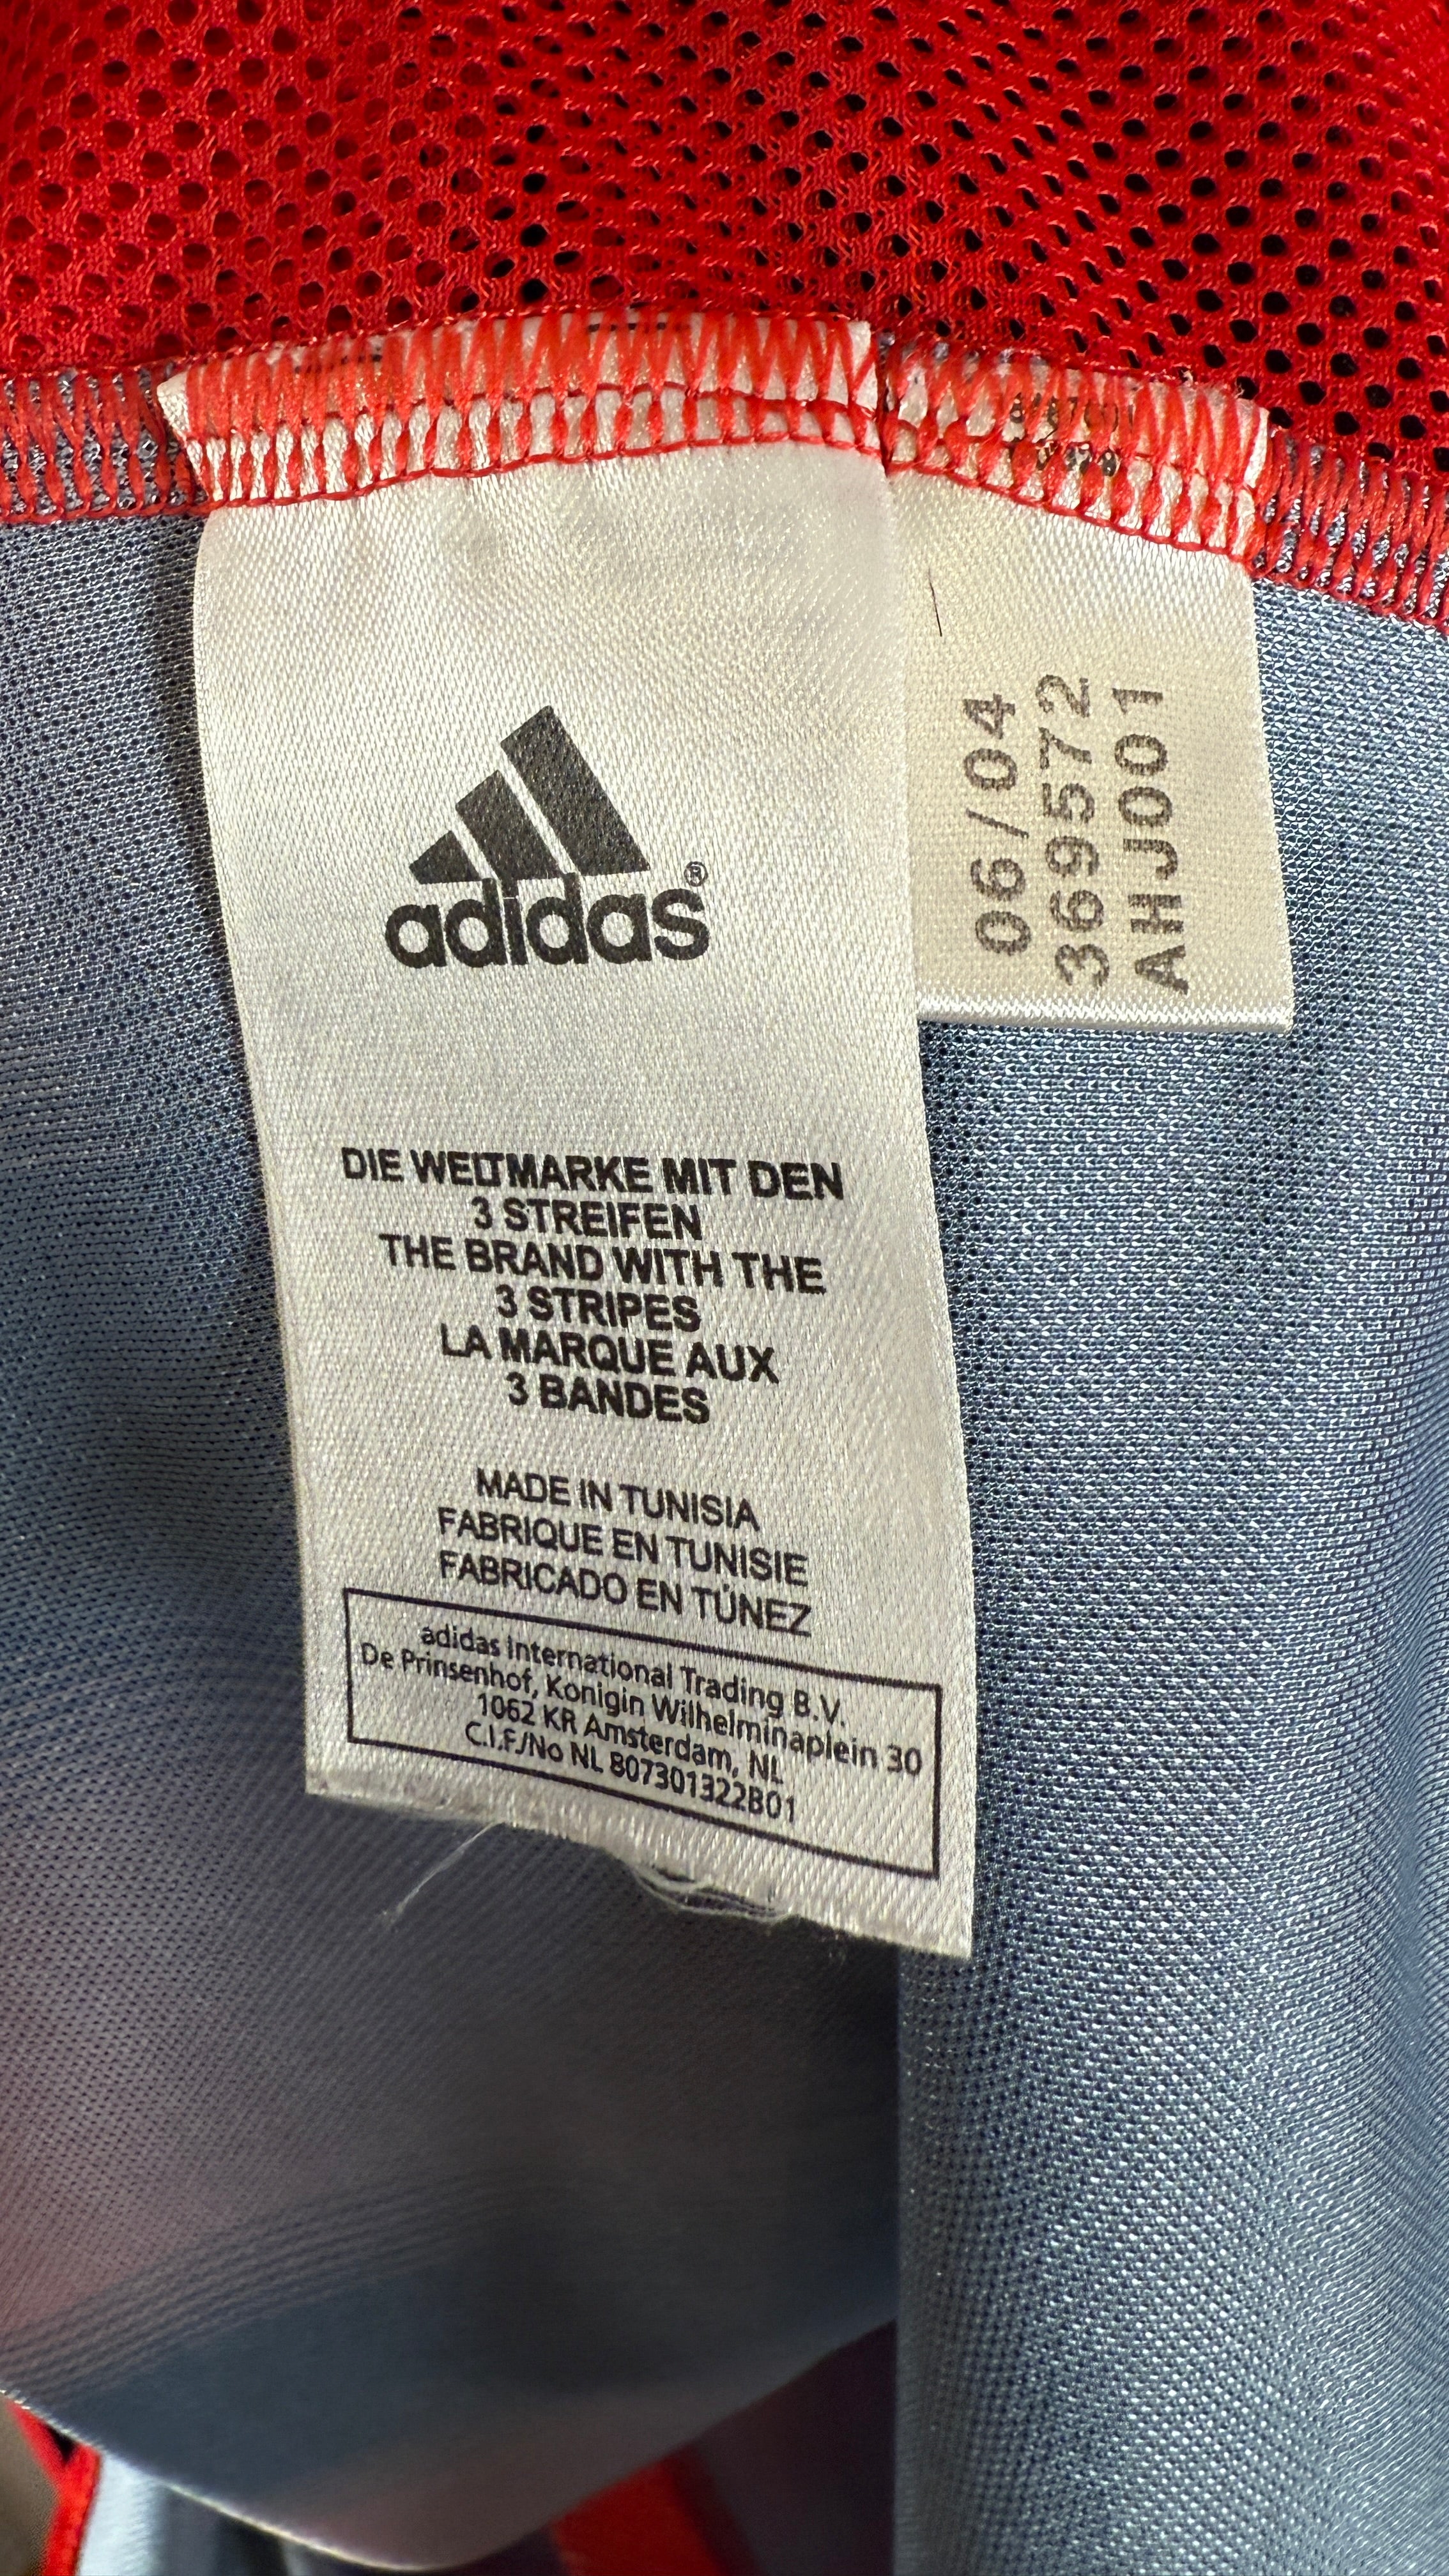 adidas®
DIE WELTMARKE MIT DEN
3 STREIFEN
THE BRAND WITH THE
3 STRIPES
LA MARQUE AUX
3 BANDES
MADE IN TUNISIA
FABRIQUE EN TUNISIE
FABRICADO EN TÚNEZ
adidas International Trading B.V.
De Prinsenhof, Konigin Wilhelminaplein 30
1062 KR Amsterdam, NL
C.I.F./No NL 807301322B01
06/04
369572
AHJ001